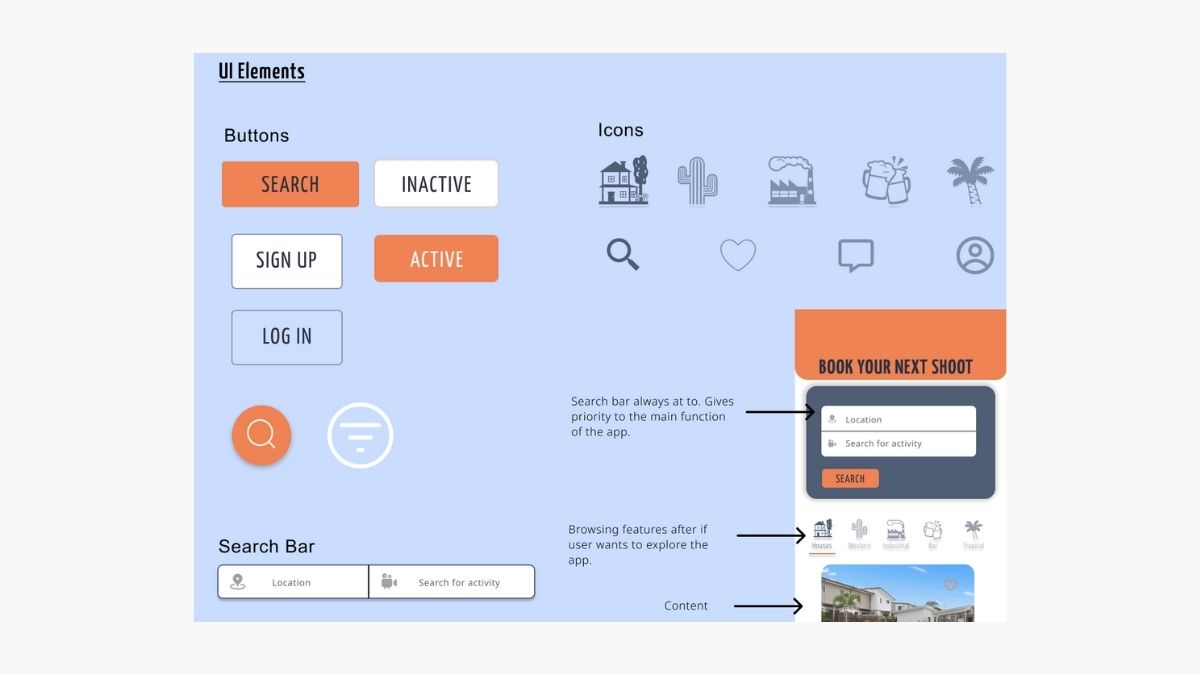 UI Elements
Buttons
SEARCH
INACTIVE
SIGN UP
ACTIVE
LOG IN
Search Bar
Location
Search for activity
Icons
Search bar always at to. Gives
priority to the main function
of the app.
Browsing features after if
user wants to explore the
app.
Content
BOOK YOUR NEXT SHOOT
Location
Search for activity
SEARCH
Houses
Western
Industrial
Bar
Tropical